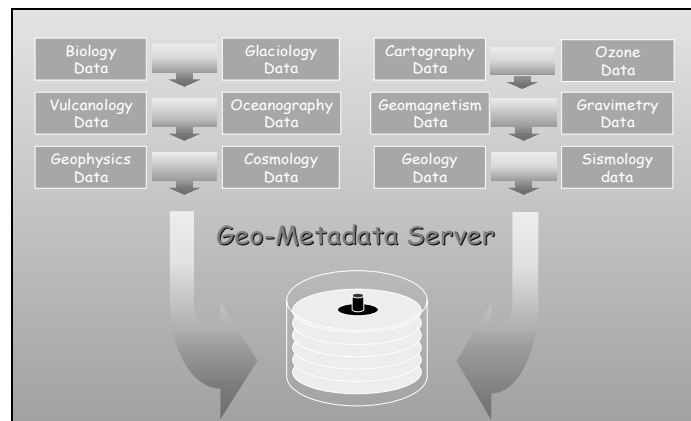 Biology
Data
Glaciology
Data
Cartography
Data
Ozone
Data
Vulcanology
Data
Oceanography
Data
Geomagnetism
Data
Gravimetry
Data
Geophysics
Data
Cosmology
Data
Geology
Data
Sismology
data
Geo-Metadata Server